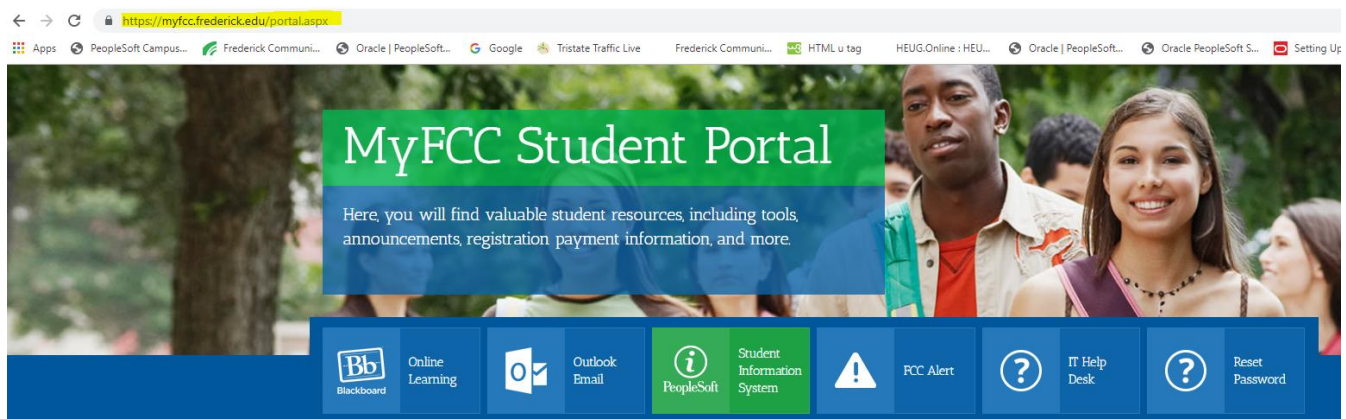 https://myfcc.frederick.edu/portal.aspx
Apps PeopleSoft Campus... Frederick Communi... Oracle | PeopleSoft... Google Tristate Traffic Live Frederick Communi... HTML u tag HEUG.Online : HEU... Oracle | PeopleSoft... Oracle PeopleSoft S... Setting Up
MyFCC Student Portal
Here, you will find valuable student resources, including tools,
announcements, registration payment information, and more.
Bb
Blackboard
Online
Learning
Outlook
Email
PeopleSoft
Student
Information
System
FCC Alert
IT Help
Desk
Reset
Password